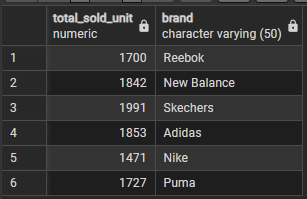 total_sold_unit brand
numeric character varying (50)
1 1700 Reebok
2 1842 New Balance
3 1991 Skechers
4 1853 Adidas
5 1471 Nike
6 1727 Puma